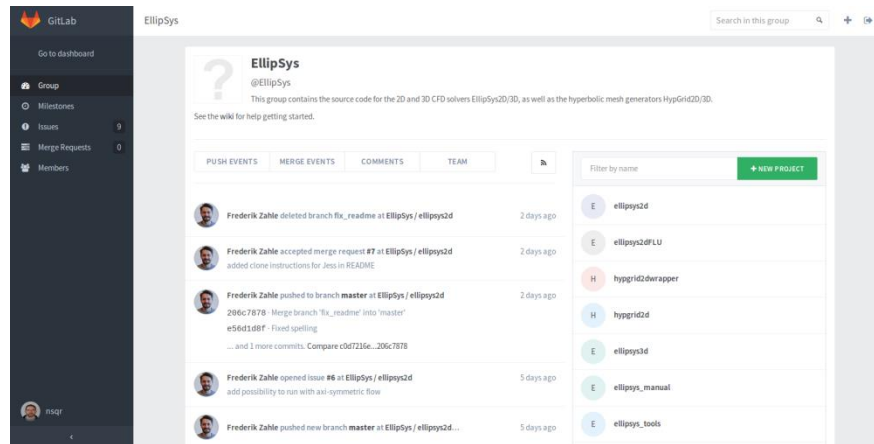 GitLab
EllipSys
Search in this group
Go to dashboard
Group
Milestones
Issues 9
Merge Requests 0
Members
nsqr
?
EllipSys
@EllipSys
This group contains the source code for the 2D and 3D CFD solvers EllipSys2D/3D, as well as the hyperbolic mesh generators HypGrid2D/3D.
See the wiki for help getting started.
PUSH EVENTS MERGE EVENTS COMMENTS TEAM
Frederik Zahle deleted branch fix_readme at EllipSys / ellipsys2d 2 days ago
Frederik Zahle accepted merge request #7 at EllipSys / ellipsys2d 2 days ago
added clone instructions for Jess in README
Frederik Zahle pushed to branch master at EllipSys / ellipsys2d 2 days ago
206c7878 - Merge branch 'fix_readme' into 'master'
e56d1d8f - Fixed spelling
... and 1 more commits. Compare c0d7216e...206c7878
Frederik Zahle opened issue #6 at EllipSys / ellipsys2d 5 days ago
add possibility to run with axi-symmetric flow
Frederik Zahle pushed new branch master at EllipSys / ellipsys2d... 5 days ago
Filter by name + NEW PROJECT
E ellipsys2d
E ellipsys2dFLU
H hypgrid2dwrapper
H hypgrid2d
E ellipsys3d
E ellipsys_manual
E ellipsys_tools